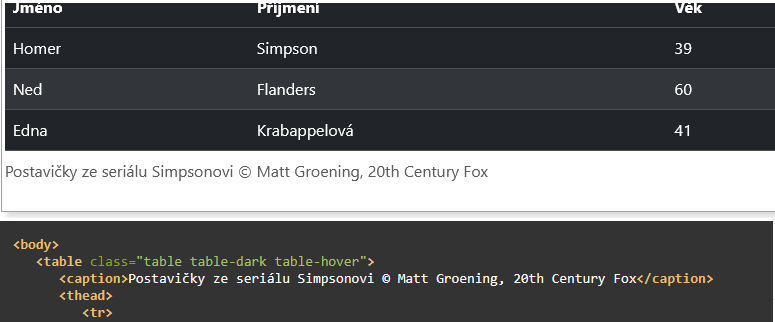 Jméno Příjmení Věk
Homer Simpson 39
Ned Flanders 60
Edna Krabappelová 41
Postavičky ze seriálu Simpsonovi © Matt Groening, 20th Century Fox
<body>
<table class="table table-dark table-hover">
<caption>Postavičky ze seriálu Simpsonovi © Matt Groening, 20th Century Fox</caption>
<thead>
<tr>